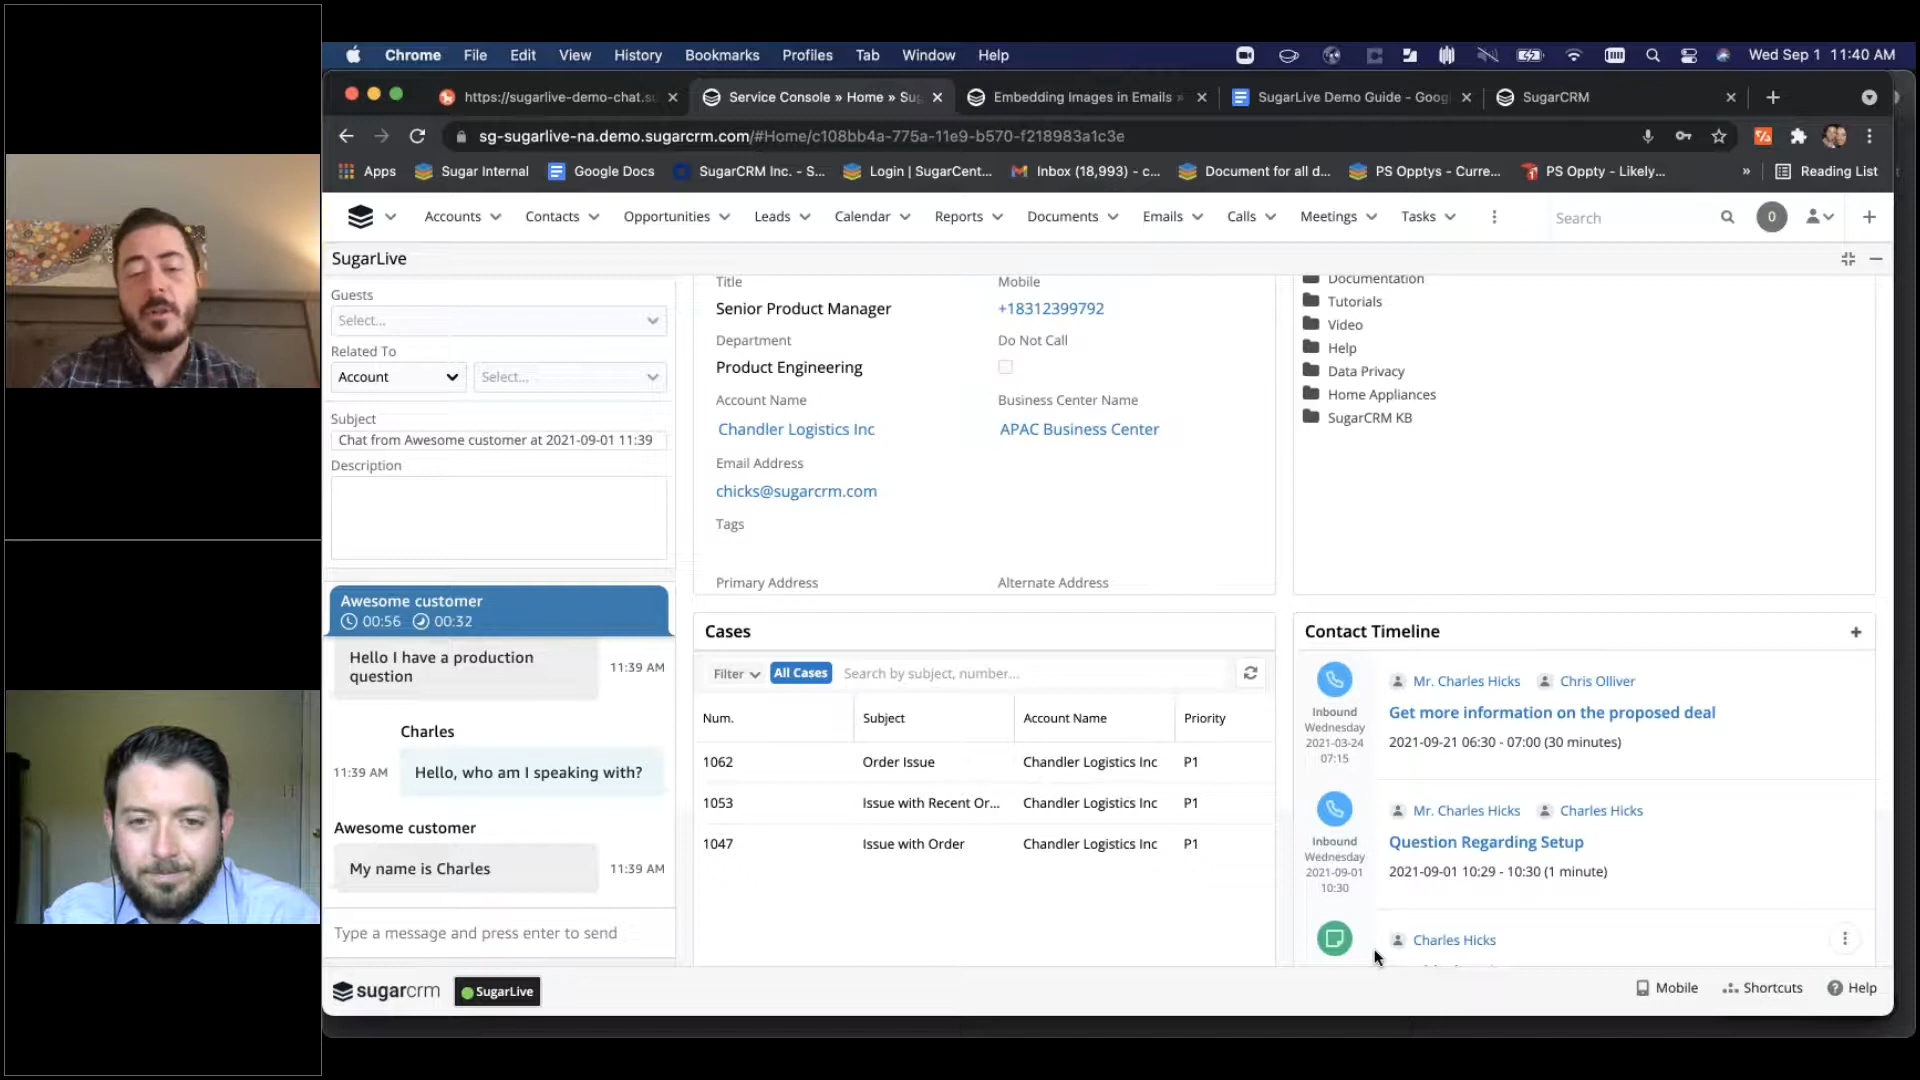 Chrome File Edit View History Bookmarks Profiles Tab Window Help Wed Sep 1 11:40 AM
https://sugarlive-demo-chat.su Service Console » Home » Sug Embedding Images in Emails » SugarLive Demo Guide - Goog SugarCRM
sg-sugarlive-na.demo.sugarcrm.com/#Home/c108bb4a-775a-11e9-b570-f218983a1c3e
Apps Sugar Internal Google Docs SugarCRM Inc. - S... Login | SugarCent... Inbox (18,993) - c... Document for all d... PS Opptys - Curre... PS Oppty - Likely... » Reading List
Accounts Contacts Opportunities Leads Calendar Reports Documents Emails Calls Meetings Tasks Search 0
SugarLive
Guests
Select...
Related To
Account Select...
Subject
Chat from Awesome customer at 2021-09-01 11:39
Description
Awesome customer
00:56 00:32
Hello I have a production
question
11:39 AM
Charles
11:39 AM Hello, who am I speaking with?
Awesome customer
My name is Charles 11:39 AM
Type a message and press enter to send
Title Mobile
Senior Product Manager +18312399792
Department Do Not Call
Product Engineering
Account Name Business Center Name
Chandler Logistics Inc APAC Business Center
Email Address
chicks@sugarcrm.com
Tags
Primary Address Alternate Address
Documentation
Tutorials
Video
Help
Data Privacy
Home Appliances
SugarCRM KB
Cases
Filter All Cases Search by subject, number...
Num. Subject Account Name Priority
1062 Order Issue Chandler Logistics Inc P1
1053 Issue with Recent Or... Chandler Logistics Inc P1
1047 Issue with Order Chandler Logistics Inc P1
Contact Timeline
Mr. Charles Hicks Chris Olliver
Get more information on the proposed deal
2021-09-21 06:30 - 07:00 (30 minutes)
Inbound
Wednesday
2021-03-24
07:15
Mr. Charles Hicks Charles Hicks
Question Regarding Setup
2021-09-01 10:29 - 10:30 (1 minute)
Inbound
Wednesday
2021-09-01
10:30
Charles Hicks
sugarcrm SugarLive Mobile Shortcuts Help